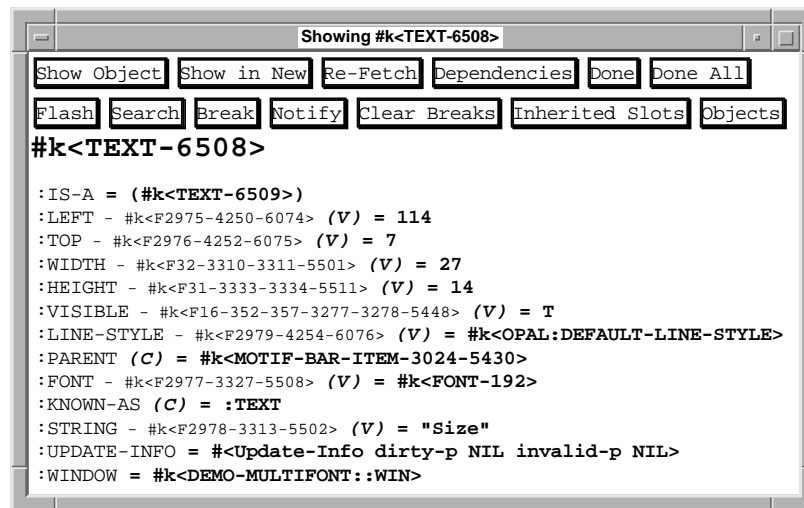 Showing #k<TEXT-6508>
Show Object Show in New Re-Fetch Dependencies Done Done All
Flash Search Break Notify Clear Breaks Inherited Slots Objects
#k<TEXT-6508>
:IS-A = (#k<TEXT-6509>)
:LEFT - #k<F2975-4250-6074> (V) = 114
:TOP - #k<F2976-4252-6075> (V) = 7
:WIDTH - #k<F32-3310-3311-5501> (V) = 27
:HEIGHT - #k<F31-3333-3334-5511> (V) = 14
:VISIBLE - #k<F16-352-357-3277-3278-5448> (V) = T
:LINE-STYLE - #k<F2979-4254-6076> (V) = #k<OPAL:DEFAULT-LINE-STYLE>
:PARENT (C) = #k<MOTIF-BAR-ITEM-3024-5430>
:FONT - #k<F2977-3327-5508> (V) = #k<FONT-192>
:KNOWN-AS (C) = :TEXT
:STRING - #k<F2978-3313-5502> (V) = "Size"
:UPDATE-INFO = #<Update-Info dirty-p NIL invalid-p NIL>
:WINDOW = #k<DEMO-MULTIFONT::WIN>